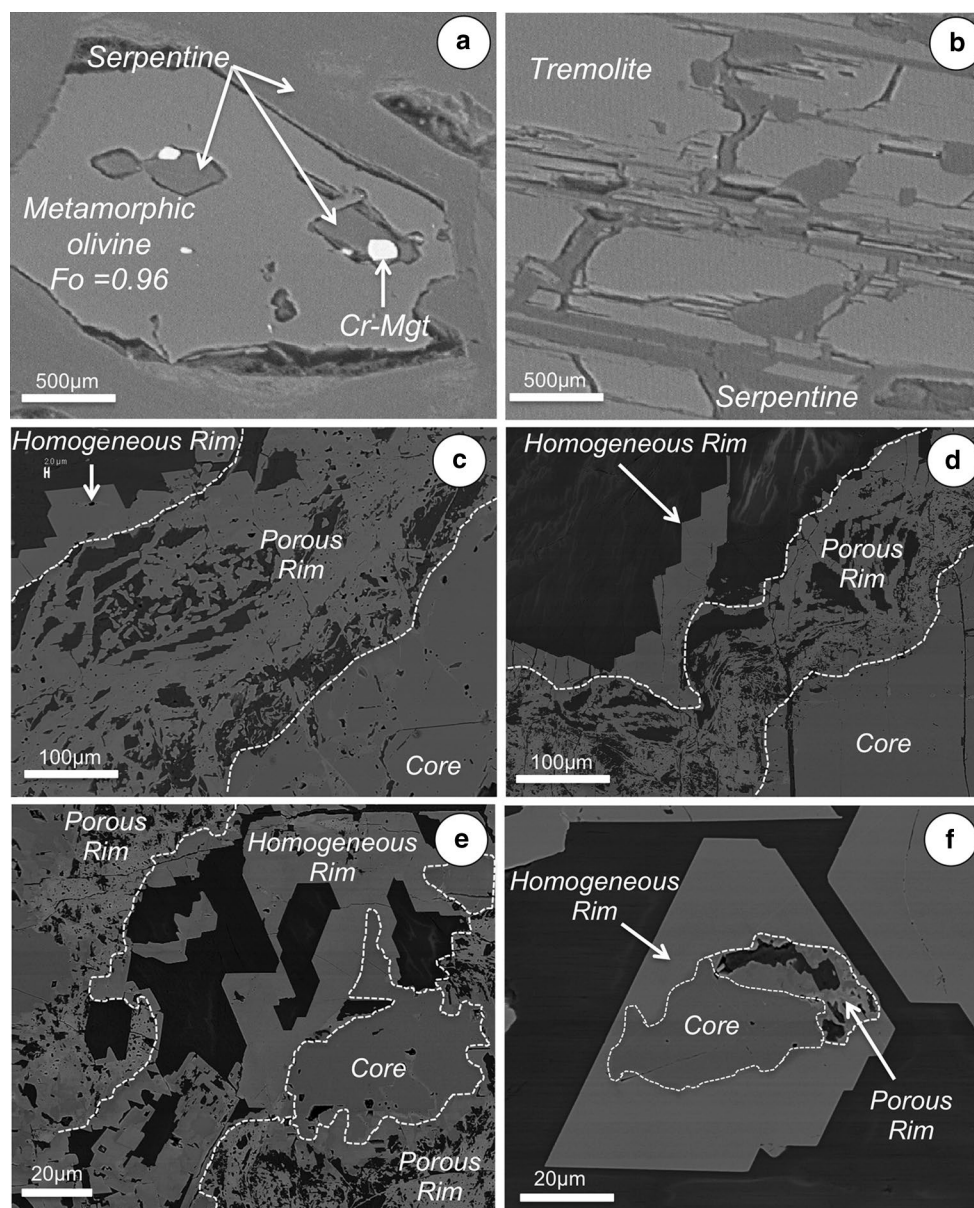 a
Serpentine
Metamorphic
olivine
Fo =0.96
Cr-Mgt
500µm
b
Tremolite
Serpentine
500µm
c
Homogeneous Rim
20µm
Porous
Rim
Core
100µm
d
Homogeneous Rim
Porous
Rim
Core
100µm
e
Porous
Rim
Homogeneous
Rim
Core
Porous
Rim
20µm
f
Homogeneous
Rim
Core
Porous
Rim
20µm